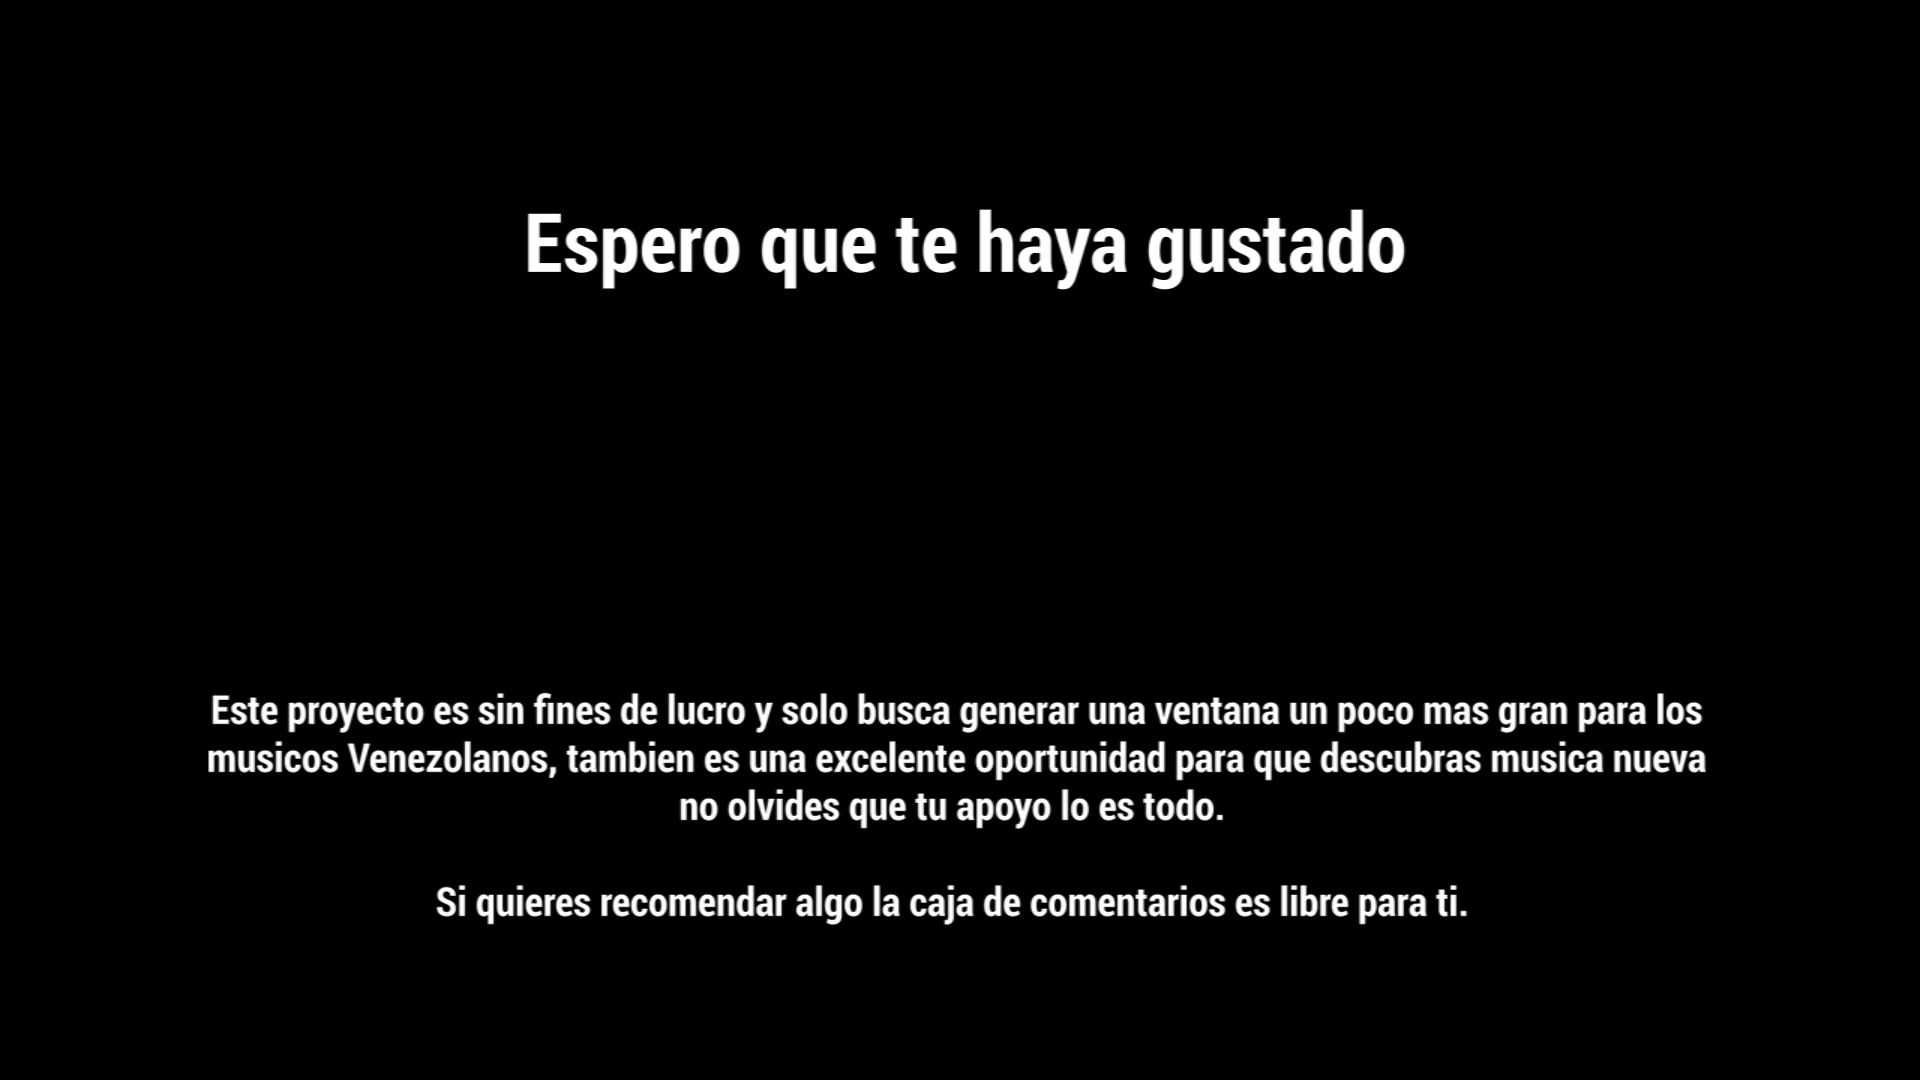 Espero que te haya gustado
Este proyecto es sin fines de lucro y solo busca generar una ventana un poco mas gran para los
musicos Venezolanos, tambien es una excelente oportunidad para que descubras musica nueva
no olvides que tu apoyo lo es todo.
Si quieres recomendar algo la caja de comentarios es libre para ti.